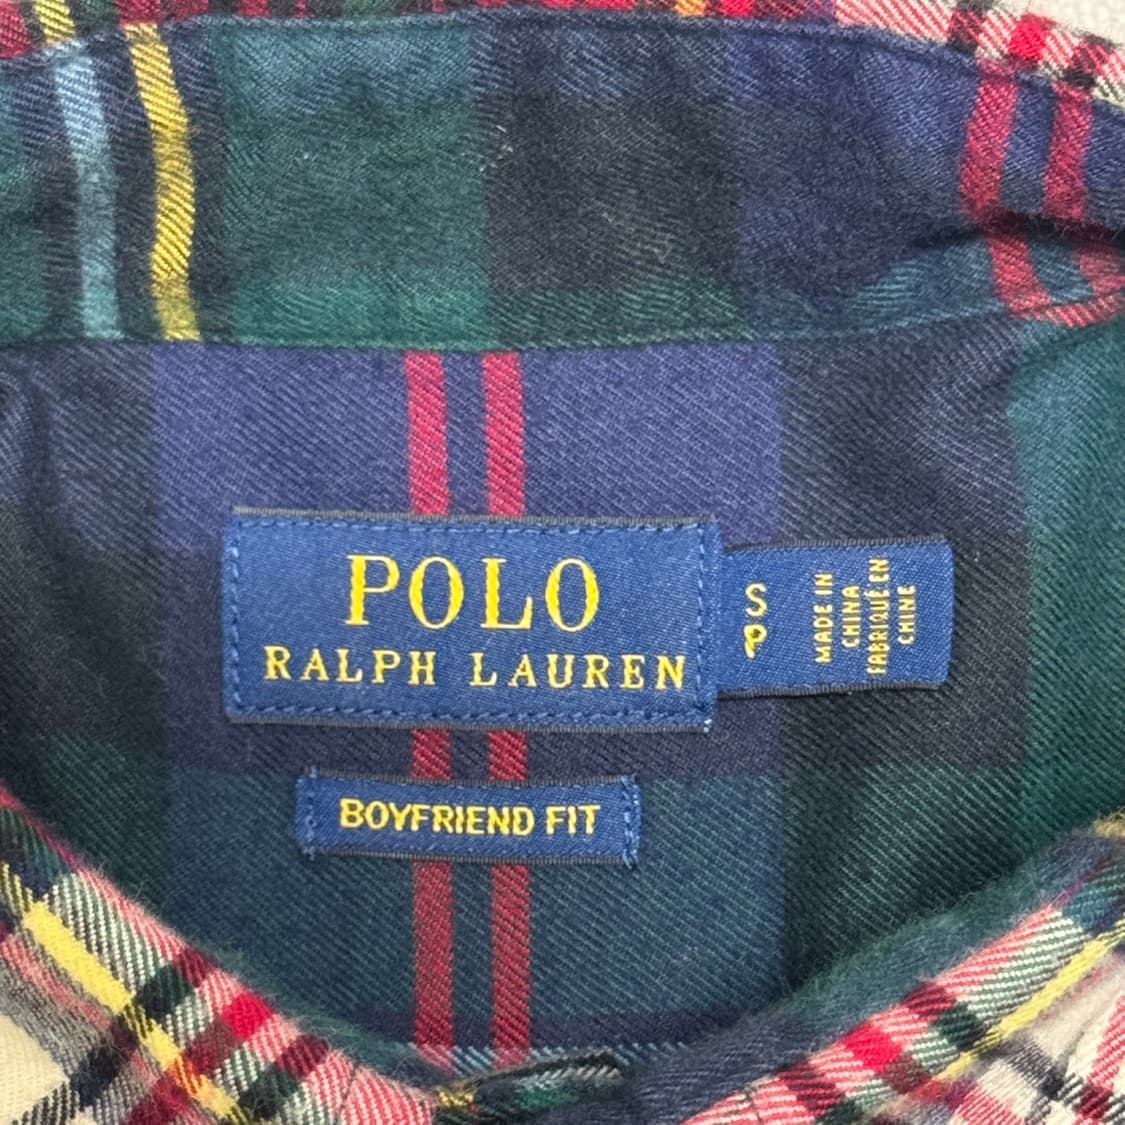 POLO
RALPH LAUREN
S
P
MADE IN
CHINA
FABRIQUÉ EN
CHINE
BOYFRIEND FIT